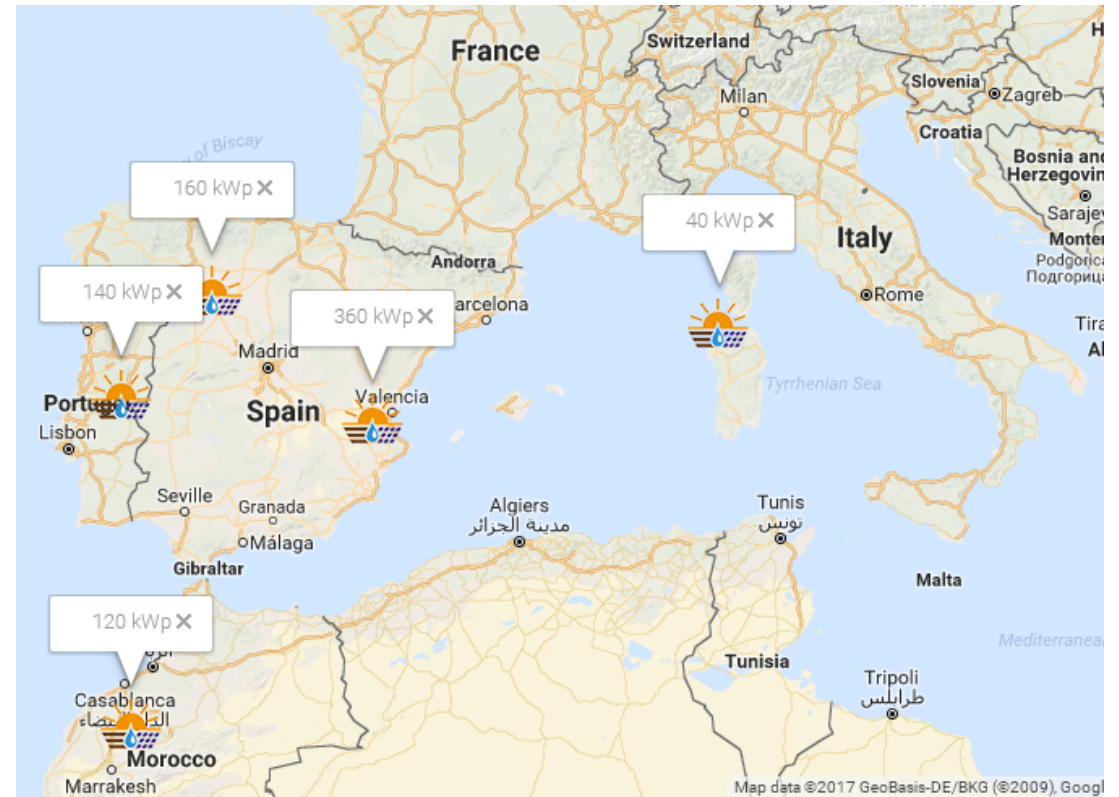 France
Switzerland
Milan
Slovenia
Zagreb
Croatia
Bosnia and
Herzegovin
Sarajev
Monten
Podgorica
Подгорица
of Biscay
160 kWp
40 kWp
Italy
Andorra
140 kWp
360 kWp
arcelona
Rome
Tira
Al
Madrid
Valencia
Tyrrhenian Sea
Portugal
Spain
Lisbon
Seville
Granada
Málaga
Algiers
مدينة الجزائر
Tunis
تونس
Gibraltar
Malta
120 kWp
Mediterranea
Casablanca
Tunisia
Tripoli
طرابلس
Morocco
Marrakesh
Map data ©2017 GeoBasis-DE/BKG (©2009), Googl